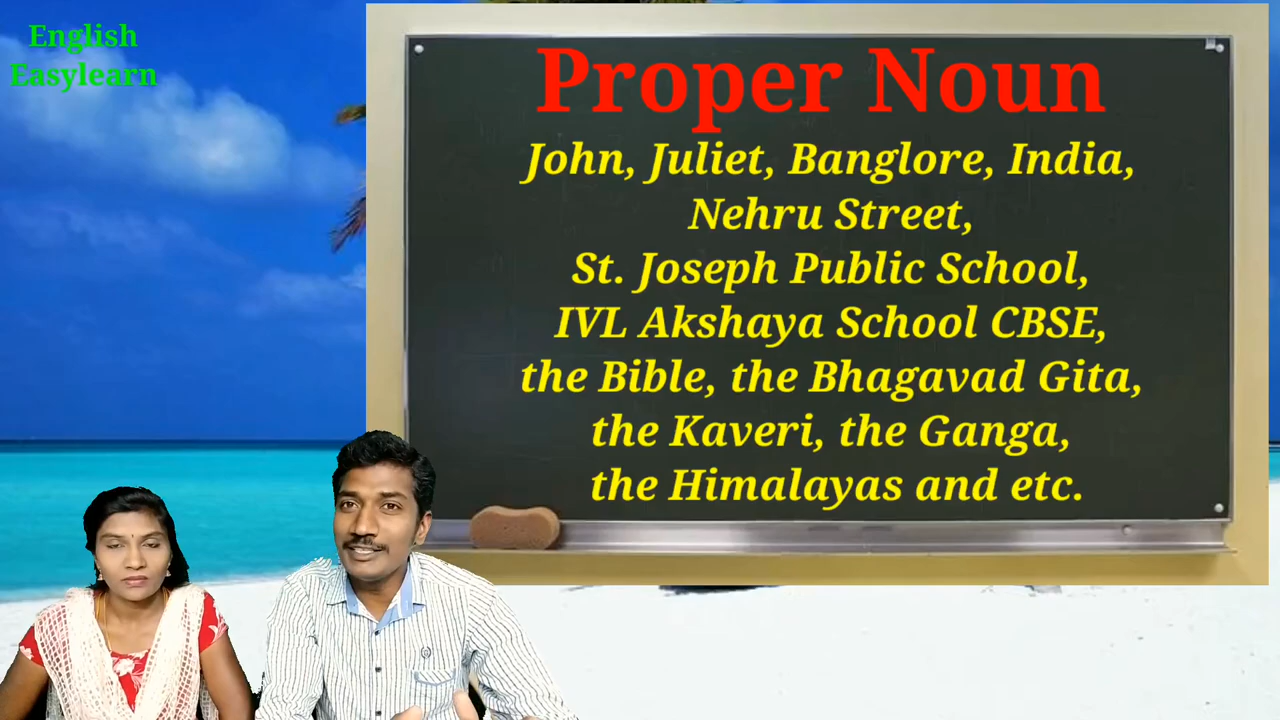 English
Easylearn
Proper Noun
John, Juliet, Banglore, India,
Nehru Street,
St. Joseph Public School,
IVL Akshaya School CBSE,
the Bible, the Bhagavad Gita,
the Kaveri, the Ganga,
the Himalayas and etc.